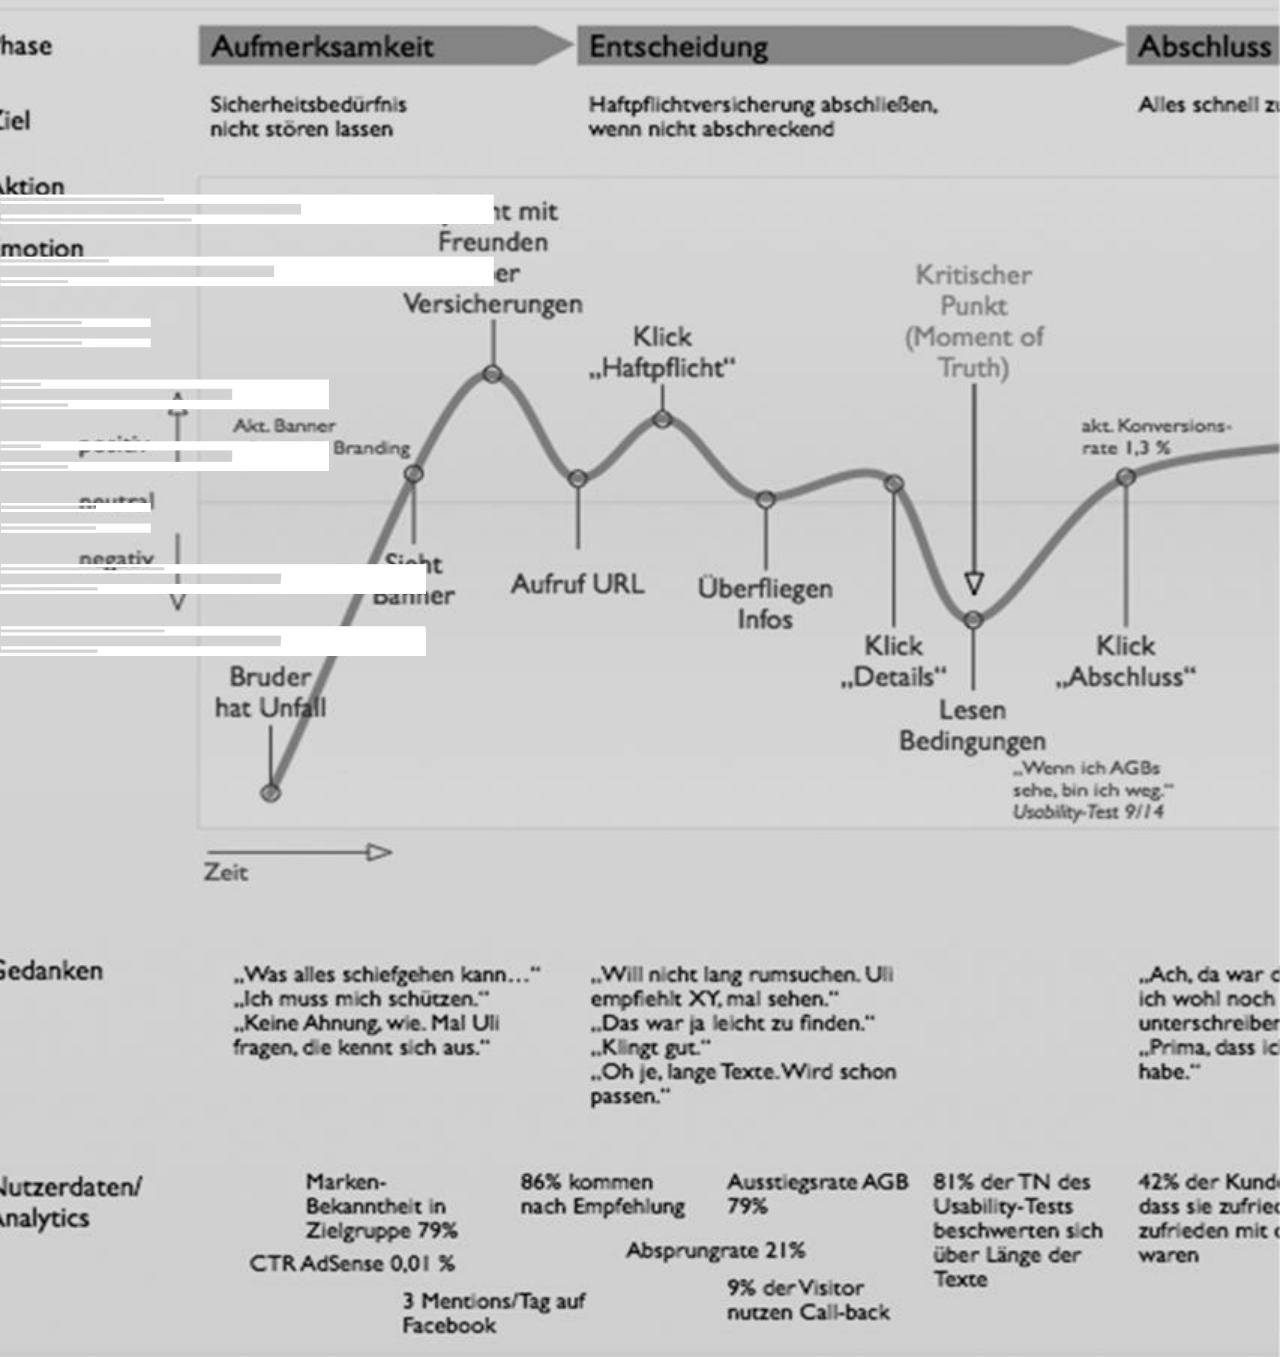 hase
Aufmerksamkeit
Entscheidung
Abschluss
Ziel
Sicherheitsbedürfnis
nicht stören lassen
Haftpflichtversicherung abschließen,
wenn nicht abschreckend
Alles schnell
Aktion
motion
mit
Freunden
Versicherungen
Klick
„Haftpflicht“
Kritischer
Punkt
(Moment of
Truth)
Akt. Banner
Branding
akt. Konversions-
rate 1,3 %
positiv
neutral
negativ
Sieht
Banner
Aufruf URL
Überfliegen
Infos
Klick
„Details“
Klick
„Abschluss“
Bruder
hat Unfall
Lesen
Bedingungen
„Wenn ich AGBs
sehe, bin ich weg.“
Usability-Test 9/14
Zeit
Gedanken
„Was alles schiefgehen kann…“
„Ich muss mich schützen.“
„Keine Ahnung, wie. Mal Uli
fragen, die kennt sich aus.“
„Will nicht lang rumsuchen. Uli
empfiehlt XY, mal sehen.“
„Das war ja leicht zu finden.“
„Klingt gut.“
„Oh je, lange Texte. Wird schon
passen.“
„Ach, da war
ich wohl noch
unterschreiben
„Prima, dass
habe.“
Nutzerdaten/
Analytics
Marken-
Bekanntheit in
Zielgruppe 79%
CTR AdSense 0,01 %
3 Mentions/Tag auf
Facebook
86% kommen
nach Empfehlung
Absprungrate 21%
Ausstiegsrate AGB
79%
9% der Visitor
nutzen Call-back
81% der TN des
Usability-Tests
beschwerten sich
über Länge der
Texte
42% der
dass sie
zufrieden mit
waren